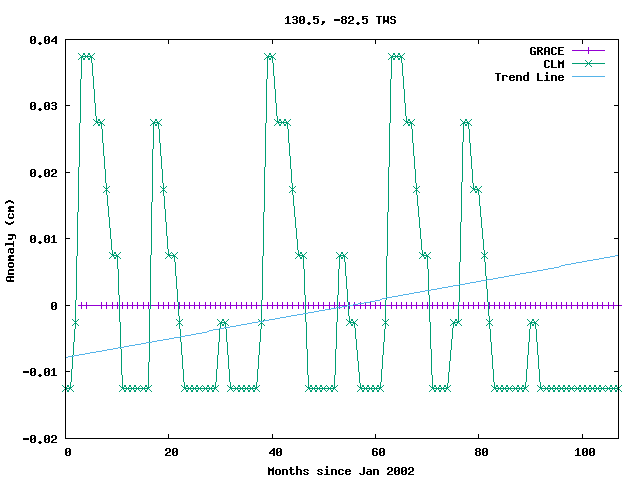 130.5, -82.5 TWS
GRACE
CLM
Trend Line
0.04
0.03
0.02
0.01
0
-0.01
-0.02
Anomaly (cm)
0 20 40 60 80 100
Months since Jan 2002